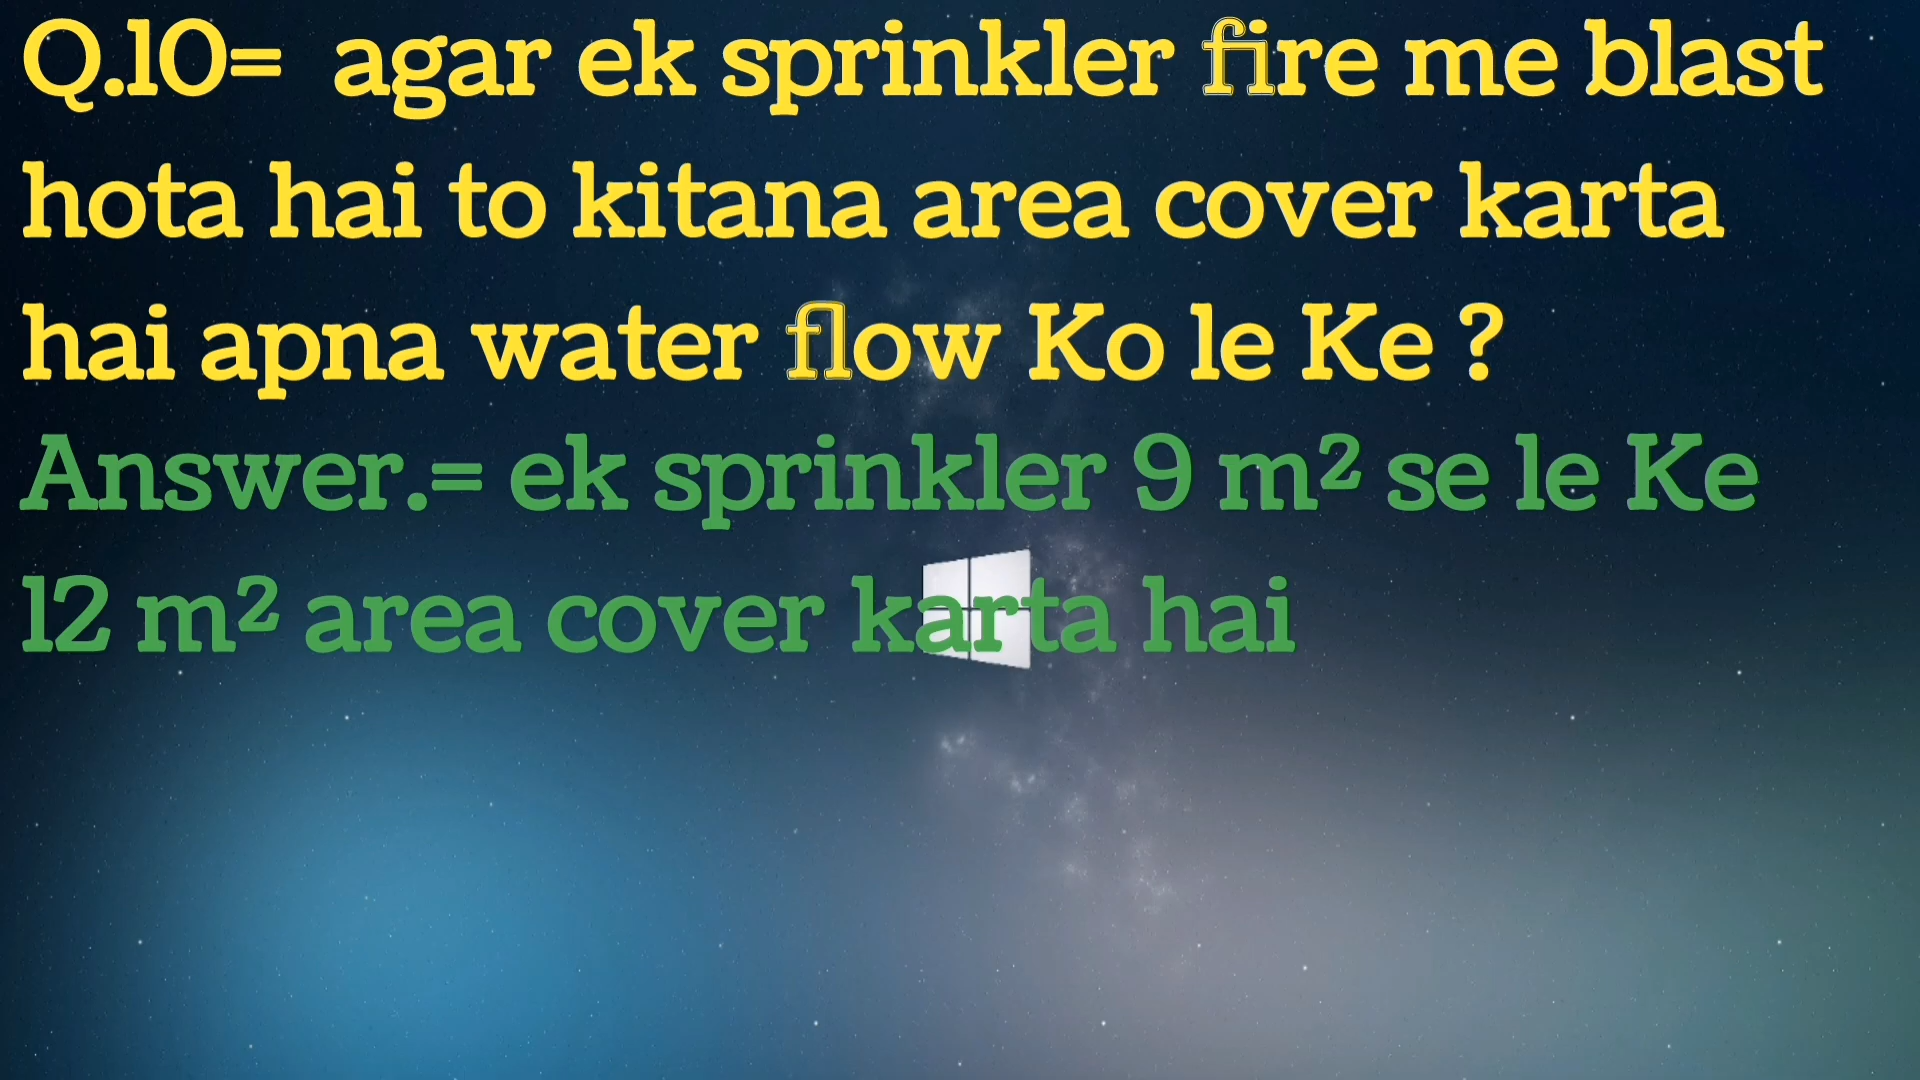 Q.10= agar ek sprinkler fire me blast
hota hai to kitana area cover karta
hai apna water flow Ko le Ke ?
Answer.= ek sprinkler 9 m² se le Ke
12 m² area cover karta hai